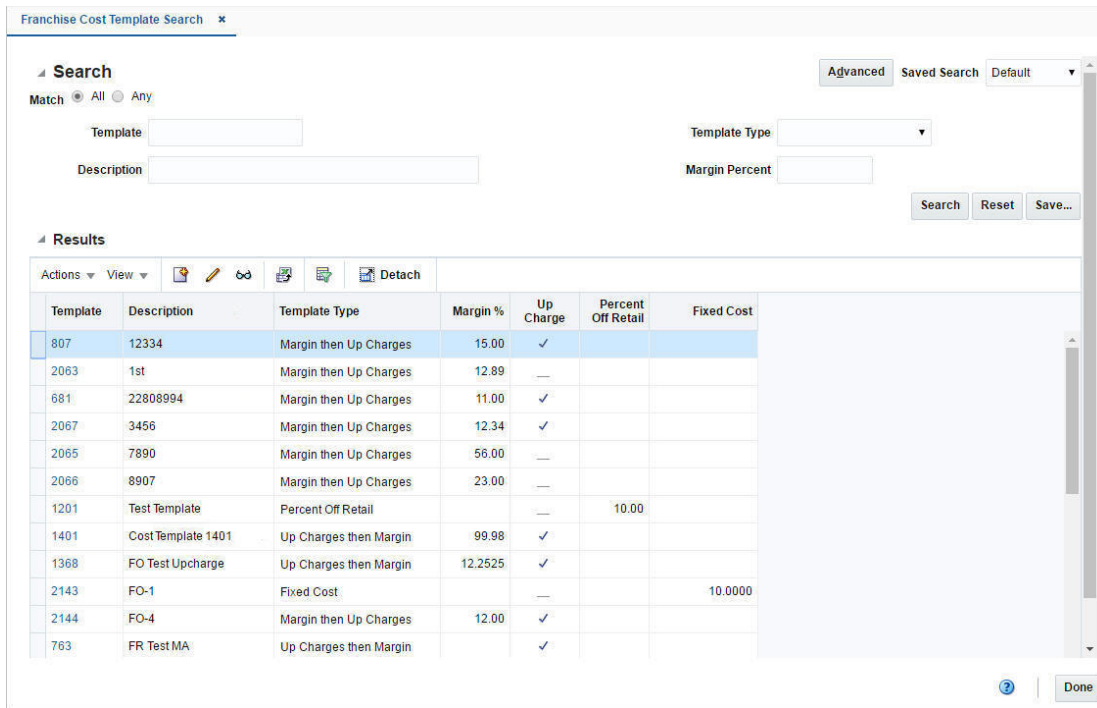 Franchise Cost Template Search ×
Search
Advanced Saved Search Default
Match All Any
Template Template Type
Description Margin Percent
Search Reset Save...
Results
Actions View Detach
Template Description Template Type Margin % Up Charge Percent Off Retail Fixed Cost
807 12334 Margin then Up Charges 15.00 ✓
2063 1st Margin then Up Charges 12.89 __
681 22808994 Margin then Up Charges 11.00 ✓
2067 3456 Margin then Up Charges 12.34 ✓
2065 7890 Margin then Up Charges 56.00 __
2066 8907 Margin then Up Charges 23.00 __
1201 Test Template Percent Off Retail __ 10.00
1401 Cost Template 1401 Up Charges then Margin 99.98 ✓
1368 FO Test Upcharge Up Charges then Margin 12.2525 ✓
2143 FO-1 Fixed Cost __ 10.0000
2144 FO-4 Margin then Up Charges 12.00 ✓
763 FR Test MA Up Charges then Margin ✓
? Done